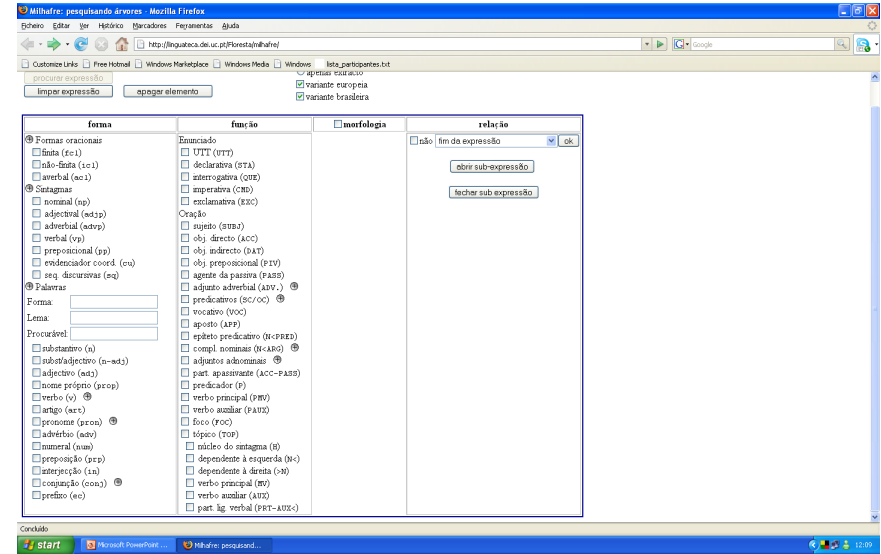 Milhafre: pesquisando árvores - Mozilla Firefox
Ficheiro Editar Ver Histórico Marcadores Ferramentas Ajuda
http://linguateca.dei.uc.pt/Floresta/milhafre/
Google
Customize Links Free Hotmail Windows Marketplace Windows Media Windows lista_participantes.txt
procurar expressão
apenas extracto
limpar expressão apagar elemento
variante europeia
variante brasileira
forma função morfologia relação
Formas oracionais
finita (fcl)
não-finita (icl)
averbal (acl)
Sintagmas
nominal (np)
adjectival (adjp)
adverbial (advp)
verbal (vp)
preposicional (pp)
evidenciador coord. (cu)
seq. discursivas (sq)
Palavras
Forma:
Lema:
Procurável:
substantivo (n)
subst/adjectivo (n-adj)
adjectivo (adj)
nome próprio (prop)
verbo (v)
artigo (art)
pronome (pron)
advérbio (adv)
numeral (num)
preposição (prp)
interjecção (in)
conjunção (conj)
prefixo (ec)
Enunciado
UTT (UTT)
declarativa (STA)
interrogativa (QUE)
imperativa (CMD)
exclamativa (EXC)
Oração
sujeito (SUBJ)
obj. directo (ACC)
obj. indirecto (DAT)
obj. preposicional (PIV)
agente da passiva (PASS)
adjunto adverbial (ADV.)
predicativos (SC/OC)
vocativo (VOC)
aposto (APP)
epíteto predicativo (N<PRED)
compl. nominais (N<ARG)
adjuntos adnominais
part. apassivante (ACC-PASS)
predicador (P)
verbo principal (PMV)
verbo auxiliar (PAUX)
foco (FOC)
tópico (TOP)
núcleo do sintagma (H)
dependente à esquerda (N<)
dependente à direita (>N)
verbo principal (MV)
verbo auxiliar (AUX)
part. lig. verbal (PRT-AUX<)
não fim da expressão ok
abrir sub-expressão
fechar sub expressão
Concluído
start Microsoft PowerPoint ... Milhafre: pesquisand... 12:09